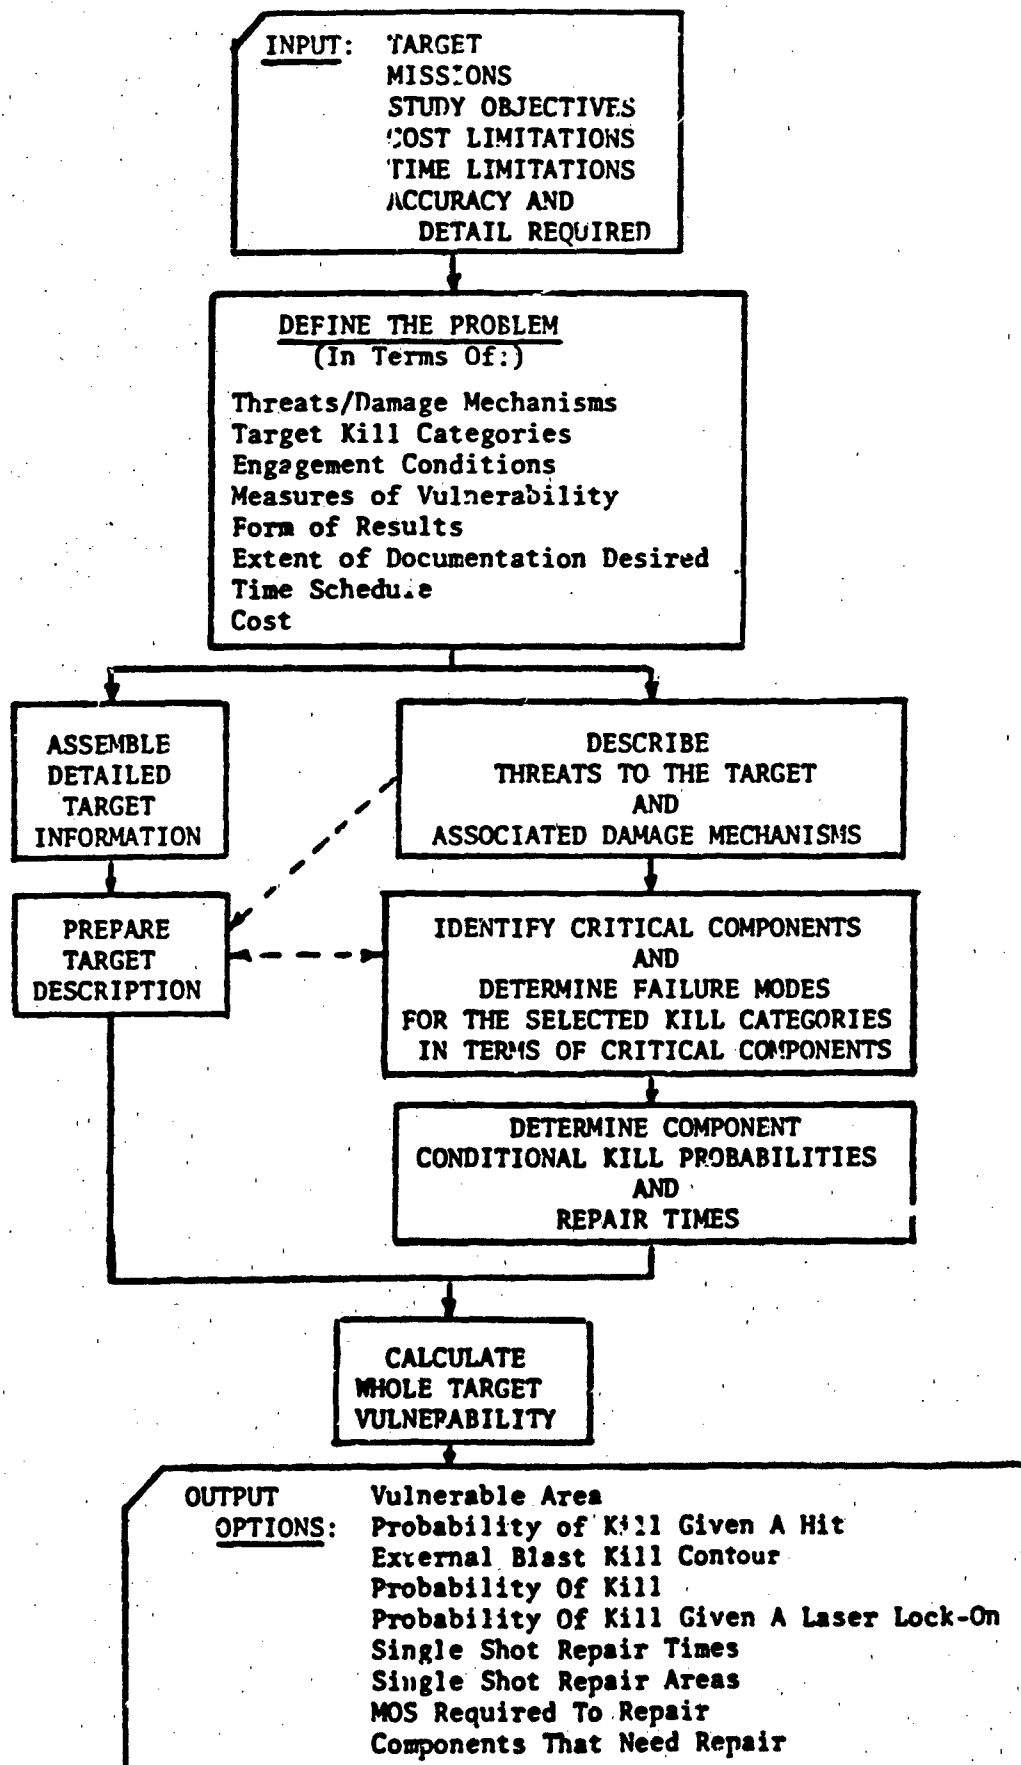 INPUT: TARGET
MISSIONS
STUDY OBJECTIVES
COST LIMITATIONS
TIME LIMITATIONS
ACCURACY AND
DETAIL REQUIRED
DEFINE THE PROBLEM
(In Terms Of:)
Threats/Damage Mechanisms
Target Kill Categories
Engagement Conditions
Measures of Vulnerability
Form of Results
Extent of Documentation Desired
Time Schedule
Cost
ASSEMBLE
DETAILED
TARGET
INFORMATION
DESCRIBE
THREATS TO THE TARGET
AND
ASSOCIATED DAMAGE MECHANISMS
PREPARE
TARGET
DESCRIPTION
IDENTIFY CRITICAL COMPONENTS
AND
DETERMINE FAILURE MODES
FOR THE SELECTED KILL CATEGORIES
IN TERMS OF CRITICAL COMPONENTS
DETERMINE COMPONENT
CONDITIONAL KILL PROBABILITIES
AND
REPAIR TIMES
CALCULATE
WHOLE TARGET
VULNERABILITY
OUTPUT Vulnerable Area
OPTIONS: Probability of Kill Given A Hit
External Blast Kill Contour
Probability Of Kill
Probability Of Kill Given A Laser Lock-On
Single Shot Repair Times
Single Shot Repair Areas
MOS Required To Repair
Components That Need Repair